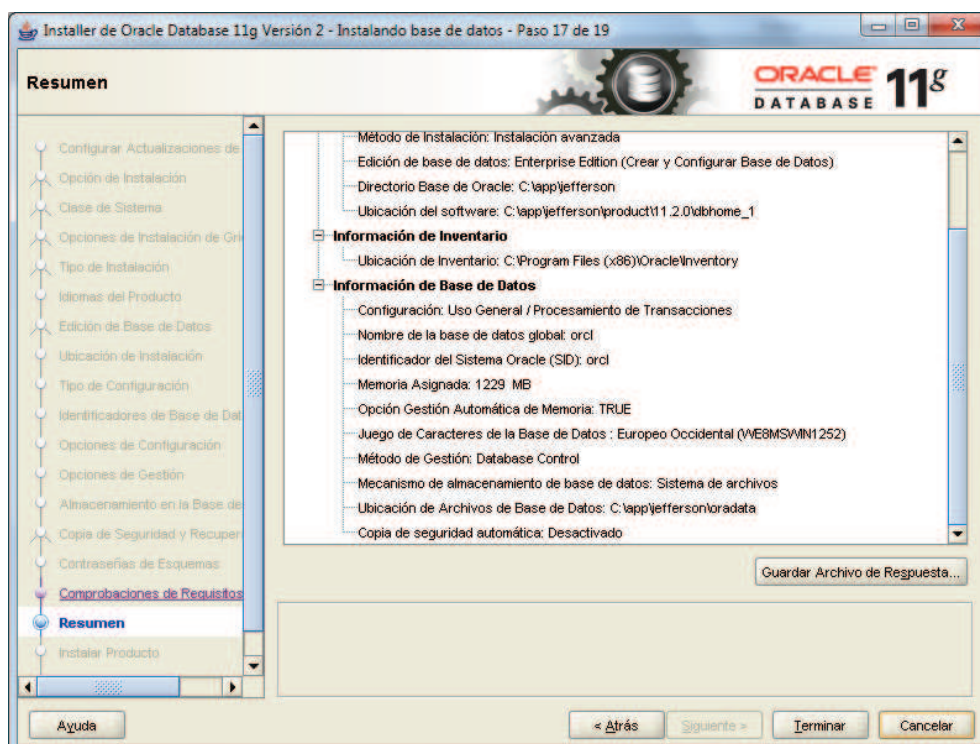 Installer de Oracle Database 11g Versión 2 - Instalando base de datos - Paso 17 de 19
Resumen
ORACLE
DATABASE 11g
Configurar Actualizaciones de
Opción de Instalación
Clase de Sistema
Opciones de Instalación de Gri
Tipo de Instalación
Idiomas del Producto
Edición de Base de Datos
Ubicación de Instalación
Tipo de Configuración
Identificadores de Base de Dat
Opciones de Configuración
Opciones de Gestión
Almacenamiento en la Base de
Copia de Seguridad y Recuper
Contraseñas de Esquemas
Comprobaciones de Requisitos
Resumen
Instalar Producto
Método de Instalación: Instalación avanzada
Edición de base de datos: Enterprise Edition (Crear y Configurar Base de Datos)
Directorio Base de Oracle: C:\app\jefferson
Ubicación del software: C:\app\jefferson\product\11.2.0\dbhome_1
Información de Inventario
Ubicación de Inventario: C:\Program Files (x86)\Oracle\Inventory
Información de Base de Datos
Configuración: Uso General / Procesamiento de Transacciones
Nombre de la base de datos global: orcl
Identificador del Sistema Oracle (SID): orcl
Memoria Asignada: 1229 MB
Opción Gestión Automática de Memoria: TRUE
Juego de Caracteres de la Base de Datos : Europeo Occidental (WE8MSWIN1252)
Método de Gestión: Database Control
Mecanismo de almacenamiento de base de datos: Sistema de archivos
Ubicación de Archivos de Base de Datos: C:\app\jefferson\oradata
Copia de seguridad automática: Desactivado
Guardar Archivo de Respuesta...
Ayuda
< Atrás
Siguiente >
Terminar
Cancelar